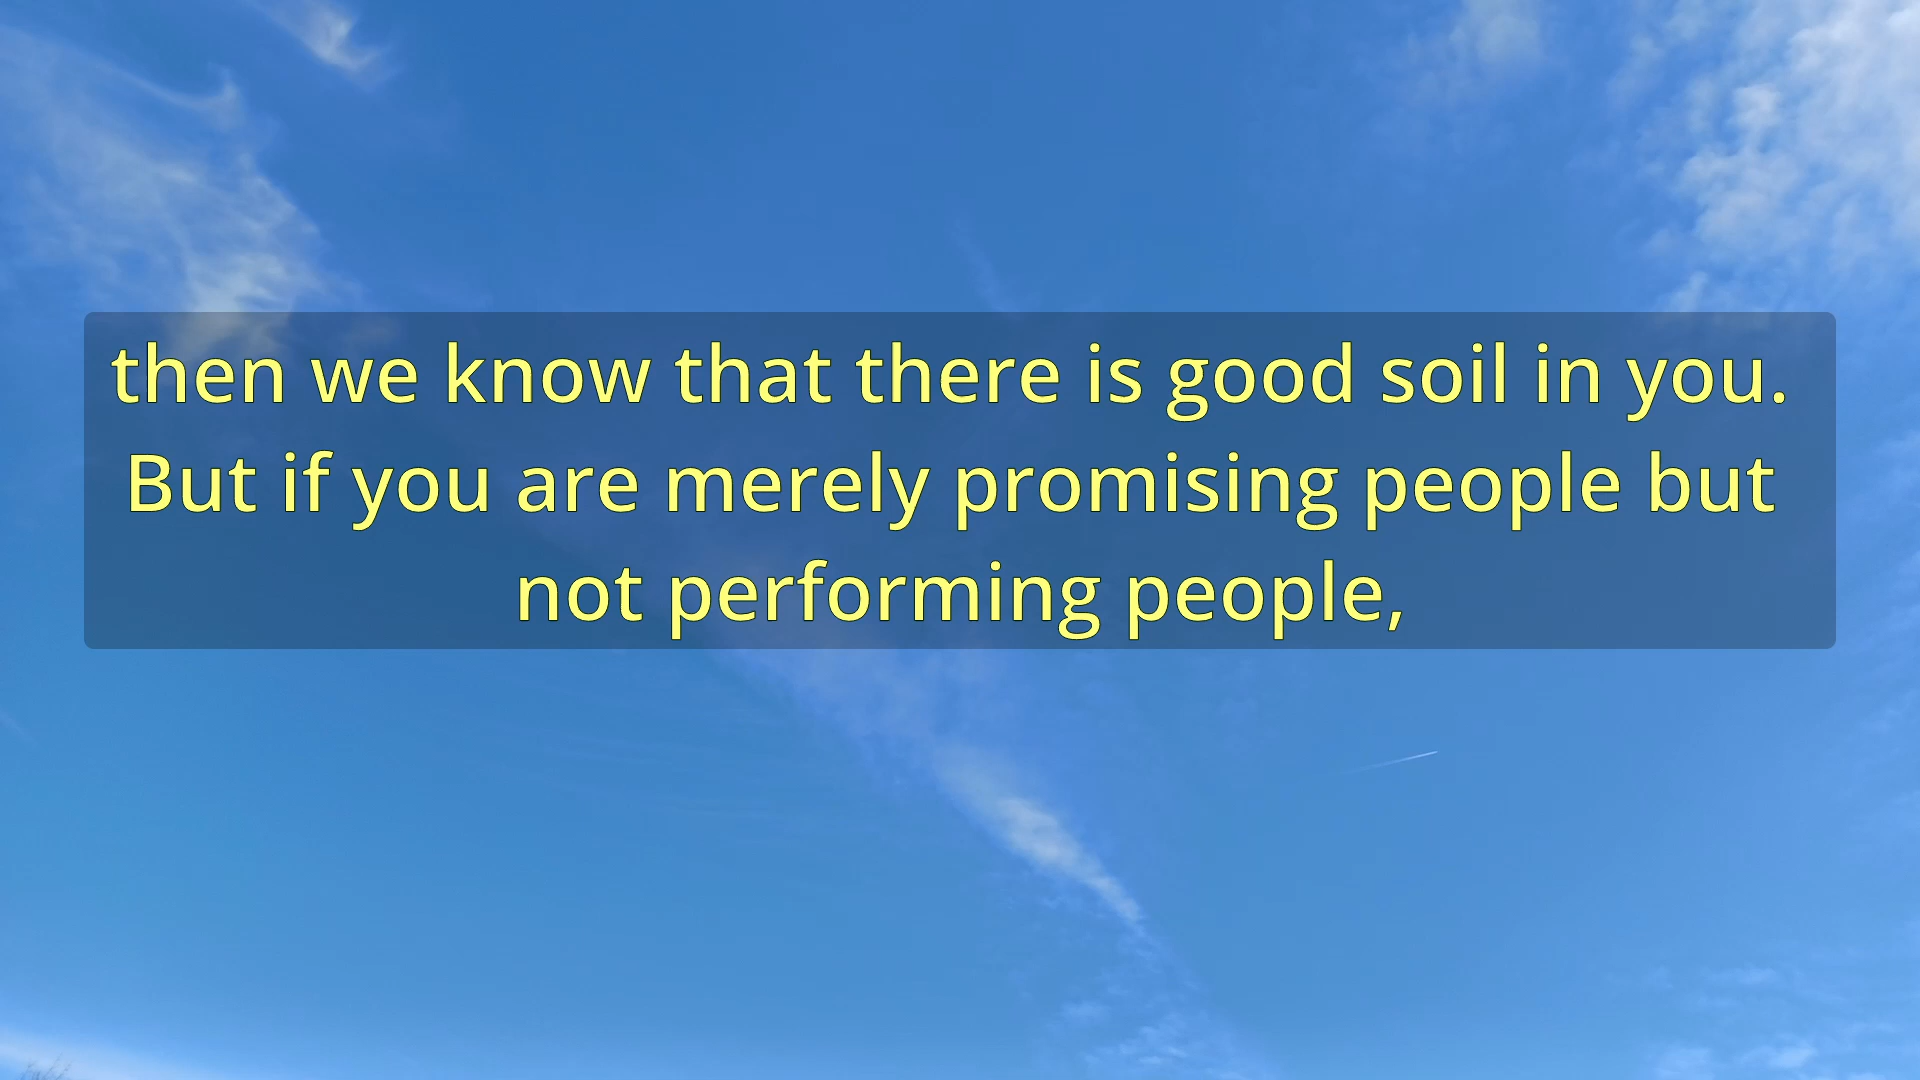 then we know that there is good soil in you.
But if you are merely promising people but
not performing people,